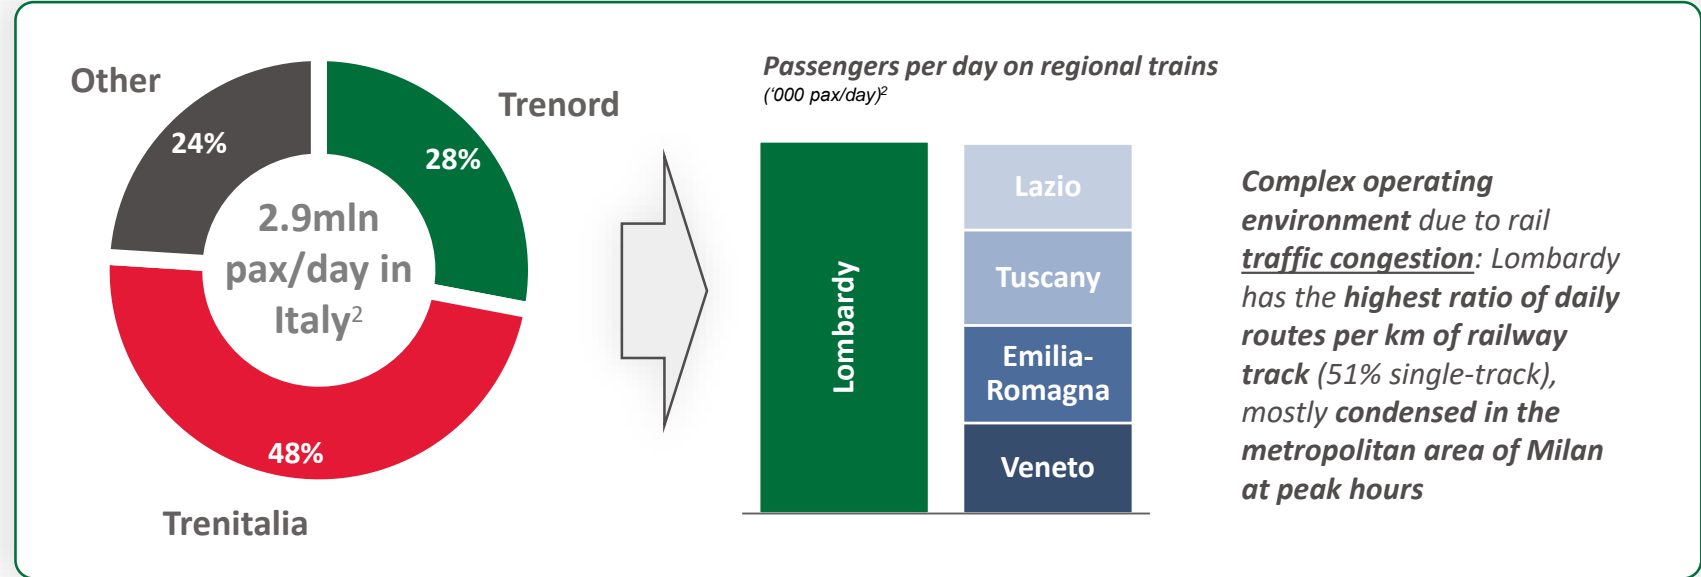 Other
24%
Trenord
28%
2.9mln
pax/day in
Italy2
48%
Trenitalia
Passengers per day on regional trains
(‘000 pax/day)2
Lombardy
Lazio
Tuscany
Emilia-
Romagna
Veneto
Complex operating
environment due to rail
traffic congestion: Lombardy
has the highest ratio of daily
routes per km of railway
track (51% single-track),
mostly condensed in the
metropolitan area of Milan
at peak hours